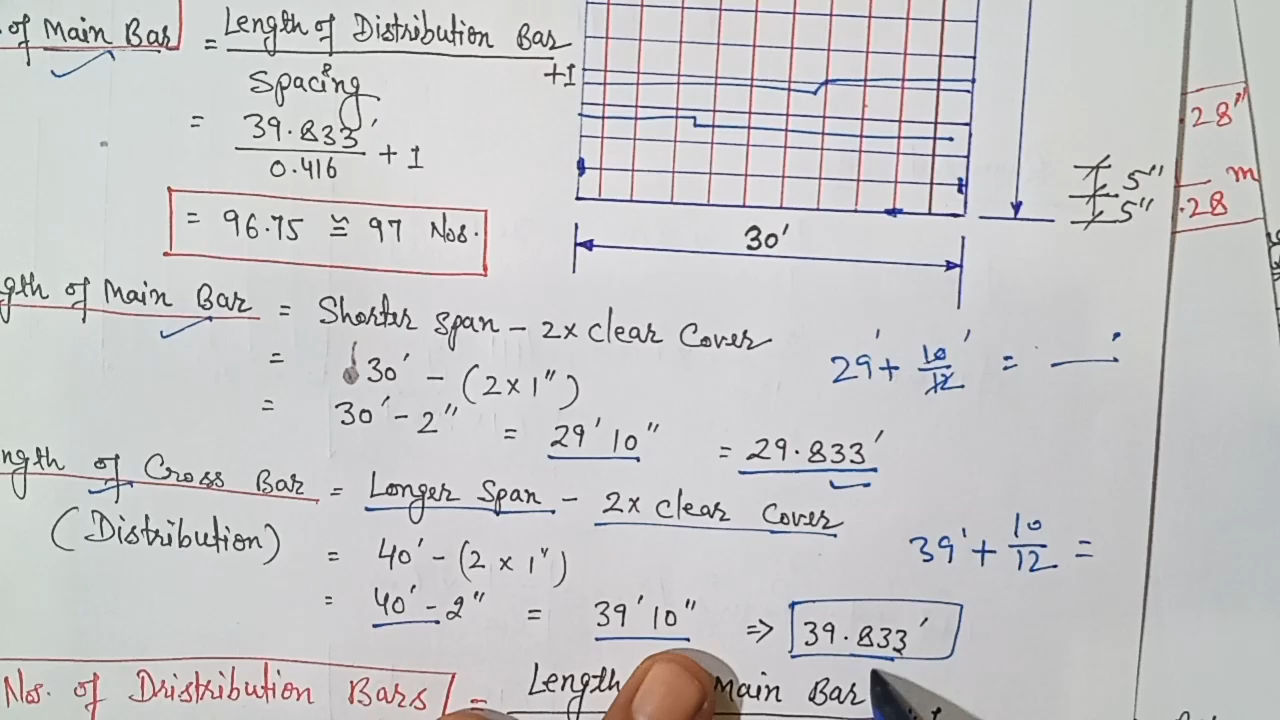 . of Main Bar = Length of Distribution Bar
Spacing
+1
= 39.833'
0.416
+ 1
= 96.75 ≅ 97 Nos.
30'
5"
5"
.28"
.28 m
gth of Main Bar = Shorter span - 2x clear Cover
= 30' - (2 x 1")
= 30' - 2" = 29' 10" = 29.833'
29' + 10/12 ' = '
ngth of Cross Bar = Longer Span - 2x clear Cover
(Distribution)
= 40' - (2 x 1")
39' + 10/12 =
= 40' - 2" = 39' 10" => 39.833'
Nos. of Dristribution Bars = Length Main Bar